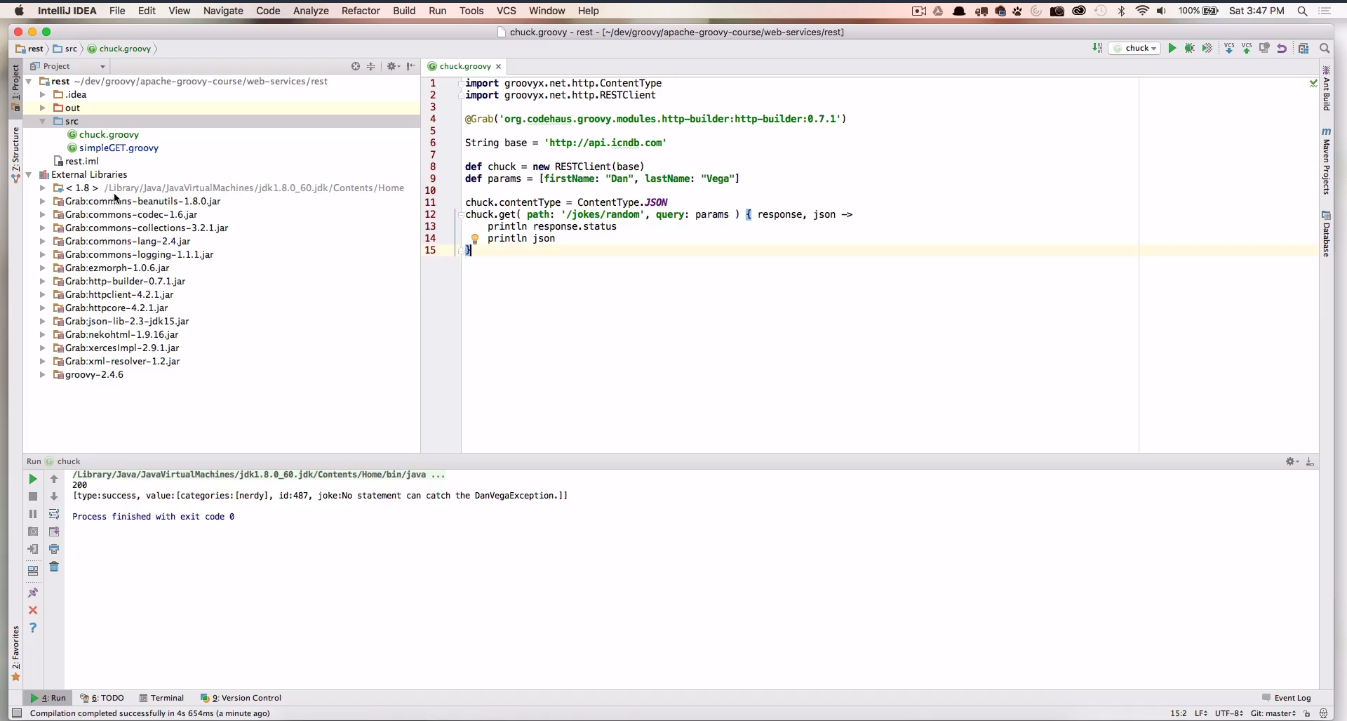 IntelliJ IDEA File Edit View Navigate Code Analyze Refactor Build Run Tools VCS Window Help 100% Sat 3:47 PM
chuck.groovy - rest - [~/dev/groovy/apache-groovy-course/web-services/rest]
rest src chuck.groovy chuck
Project
chuck.groovy
rest ~/dev/groovy/apache-groovy-course/web-services/rest
.idea
out
src
chuck.groovy
simpleGET.groovy
rest.iml
External Libraries
< 1.8 > /Library/Java/JavaVirtualMachines/jdk1.8.0_60.jdk/Contents/Home
Grab:commons-beanutils-1.8.0.jar
Grab:commons-codec-1.6.jar
Grab:commons-collections-3.2.1.jar
Grab:commons-lang-2.4.jar
Grab:commons-logging-1.1.1.jar
Grab:ezmorph-1.0.6.jar
Grab:http-builder-0.7.1.jar
Grab:httpclient-4.2.1.jar
Grab:httpcore-4.2.1.jar
Grab:json-lib-2.3-jdk15.jar
Grab:nekohtml-1.9.16.jar
Grab:xercesImpl-2.9.1.jar
Grab:xml-resolver-1.2.jar
groovy-2.4.6
1 import groovyx.net.http.ContentType
2 import groovyx.net.http.RESTClient
3
4 @Grab('org.codehaus.groovy.modules.http-builder:http-builder:0.7.1')
5
6 String base = 'http://api.icndb.com'
7
8 def chuck = new RESTClient(base)
9 def params = [firstName: "Dan", lastName: "Vega"]
10
11 chuck.contentType = ContentType.JSON
12 chuck.get( path: '/jokes/random', query: params ) { response, json ->
13 println response.status
14 println json
15 }
1: Project
7: Structure
2: Favorites
Ant Build
Maven Projects
Database
Run chuck
/Library/Java/JavaVirtualMachines/jdk1.8.0_60.jdk/Contents/Home/bin/java ...
200
[type:success, value:[categories:[nerdy], id:487, joke:No statement can catch the DanVegaException.]]
Process finished with exit code 0
4: Run 6: TODO Terminal 9: Version Control Event Log
Compilation completed successfully in 4s 654ms (a minute ago) 15:2 LF UTF-8 Git: master